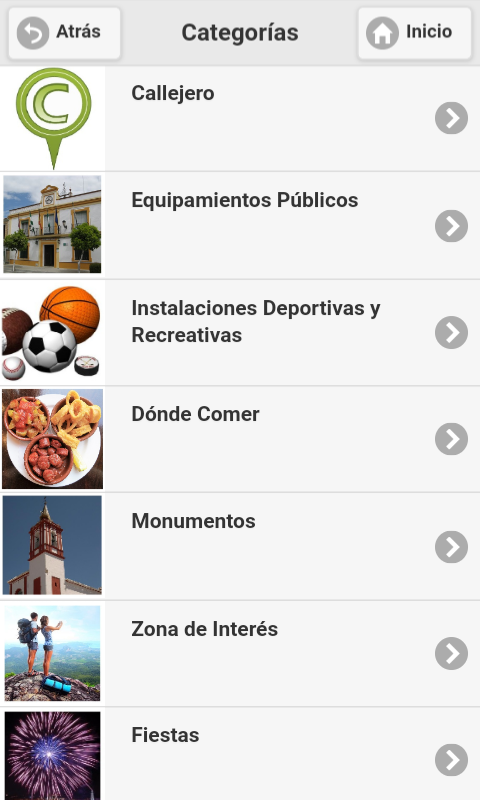 Atrás
Categorías
Inicio
C
Callejero
Equipamientos Públicos
Instalaciones Deportivas y
Recreativas
Dónde Comer
Monumentos
Zona de Interés
Fiestas